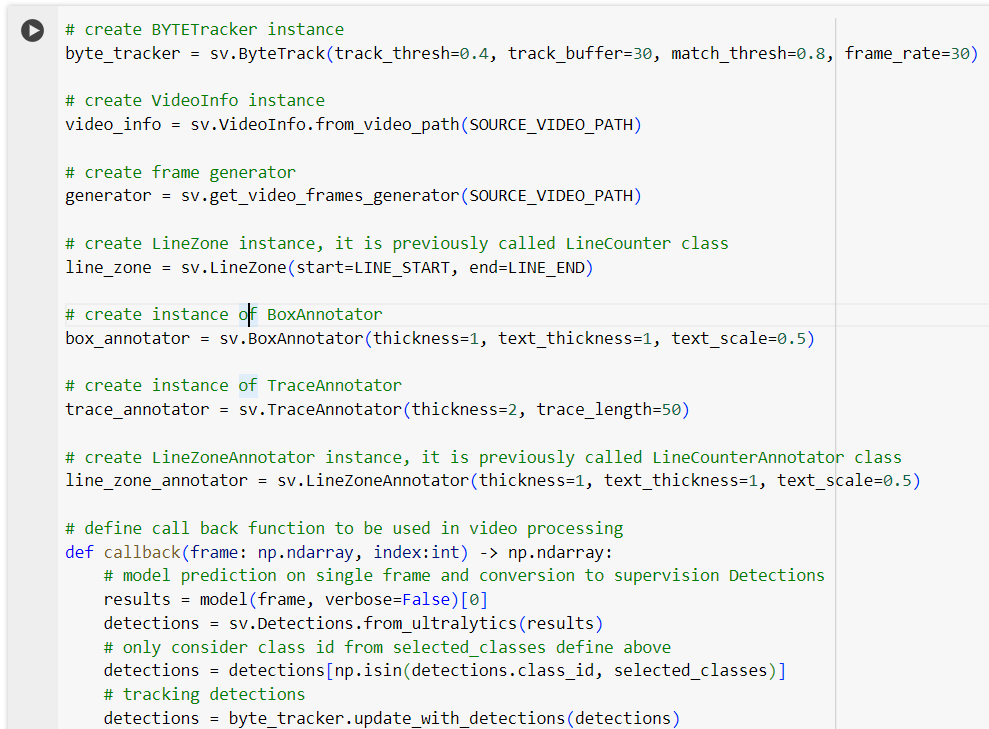 # create BYTETracker instance
byte_tracker = sv.ByteTrack(track_thresh=0.4, track_buffer=30, match_thresh=0.8, frame_rate=30)
# create VideoInfo instance
video_info = sv.VideoInfo.from_video_path(SOURCE_VIDEO_PATH)
# create frame generator
generator = sv.get_video_frames_generator(SOURCE_VIDEO_PATH)
# create LineZone instance, it is previously called LineCounter class
line_zone = sv.LineZone(start=LINE_START, end=LINE_END)
# create instance of BoxAnnotator
box_annotator = sv.BoxAnnotator(thickness=1, text_thickness=1, text_scale=0.5)
# create instance of TraceAnnotator
trace_annotator = sv.TraceAnnotator(thickness=2, trace_length=50)
# create LineZoneAnnotator instance, it is previously called LineCounterAnnotator class
line_zone_annotator = sv.LineZoneAnnotator(thickness=1, text_thickness=1, text_scale=0.5)
# define call back function to be used in video processing
def callback(frame: np.ndarray, index:int) -> np.ndarray:
    # model prediction on single frame and conversion to supervision Detections
    results = model(frame, verbose=False)[0]
    detections = sv.Detections.from_ultralytics(results)
    # only consider class id from selected_classes define above
    detections = detections[np.isin(detections.class_id, selected_classes)]
    # tracking detections
    detections = byte_tracker.update_with_detections(detections)